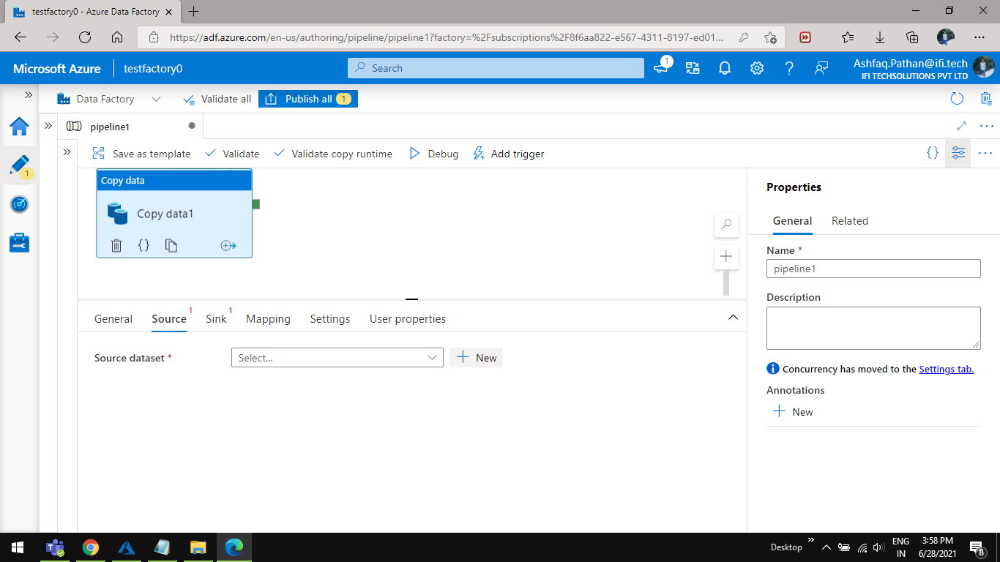 testfactory0 - Azure Data Factory
https://adf.azure.com/en-us/authoring/pipeline/pipeline1?factory=%2Fsubscriptions%2F8f6aa822-e567-4311-8197-ed01...
Microsoft Azure testfactory0 Search 1 Ashfaq.Pathan@ifi.tech
IFI TECHSOLUTIONS PVT LTD
Data Factory Validate all Publish all 1
pipeline1
Save as template Validate Validate copy runtime Debug Add trigger {}
1
Copy data
Copy data1
{}
Properties
General Related
Name *
pipeline1
Description
Concurrency has moved to the Settings tab.
Annotations
New
General Source 1 Sink 1 Mapping Settings User properties
Source dataset * Select... New
Desktop ENG 3:58 PM
IN 6/28/2021 8